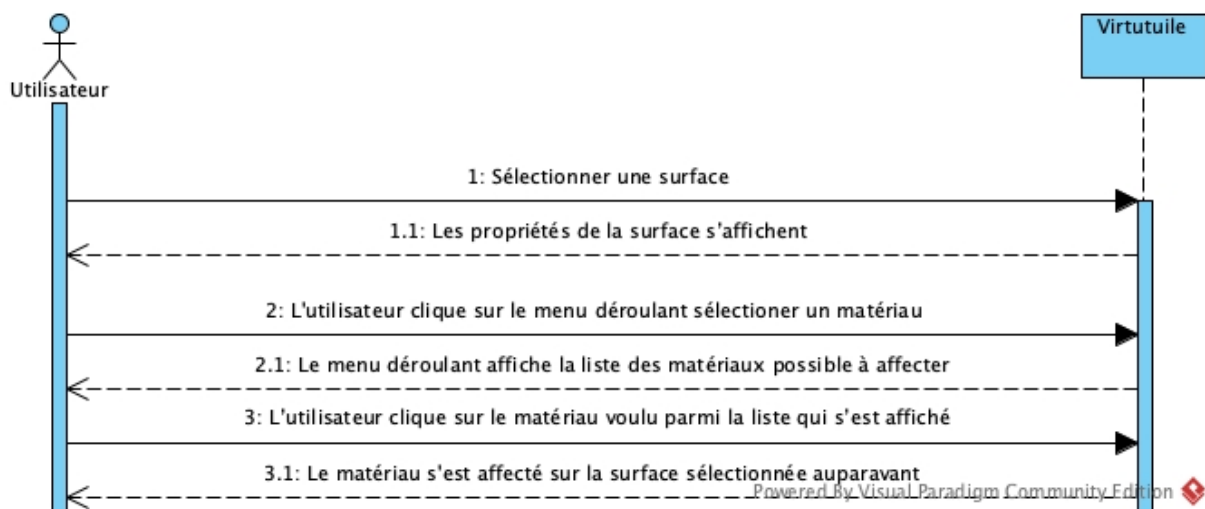 Virtutuile
Utilisateur
1: Sélectionner une surface
1.1: Les propriétés de la surface s'affichent
2: L'utilisateur clique sur le menu déroulant sélectioner un matériau
2.1: Le menu déroulant affiche la liste des matériaux possible à affecter
3: L'utilisateur clique sur le matériau voulu parmi la liste qui s'est affiché
3.1: Le matériau s'est affecté sur la surface sélectionnée auparavant
Powered By Visual Paradigm Community Edition